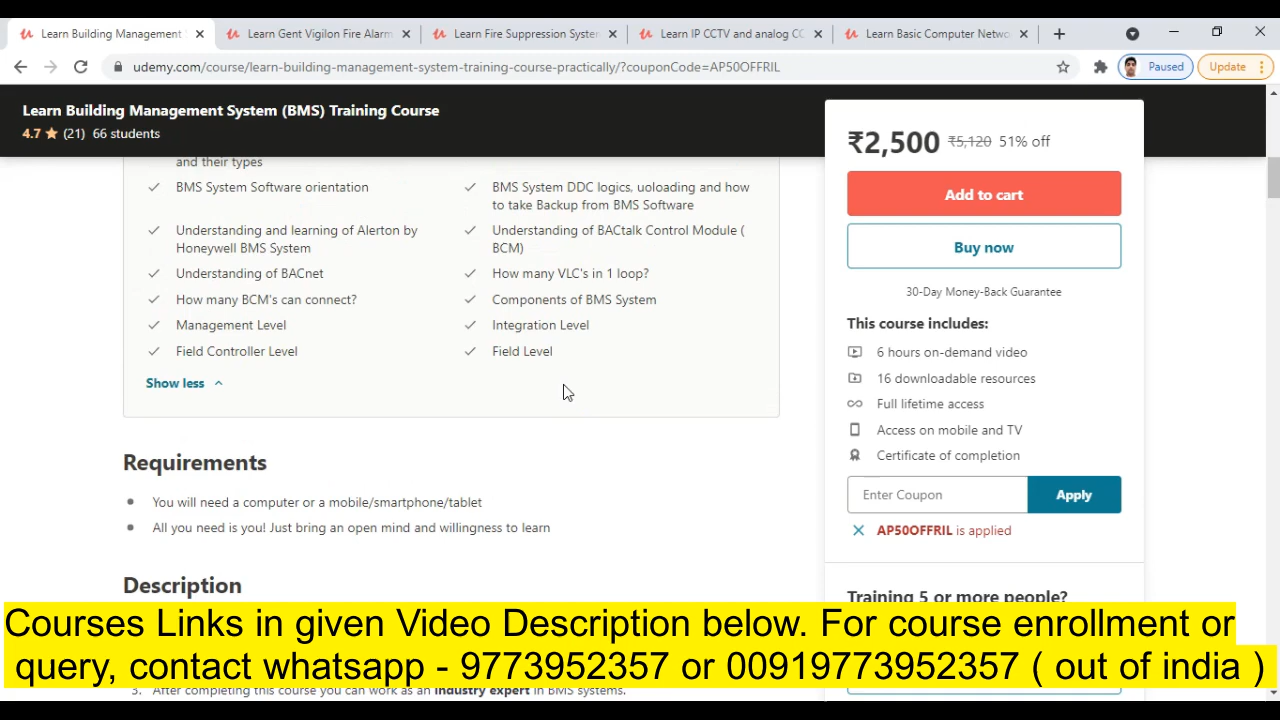 Learn Building Management S
Learn Gent Vigilon Fire Alarm
Learn Fire Suppression System
Learn IP CCTV and analog CC
Learn Basic Computer Netwo
udemy.com/course/learn-building-management-system-training-course-practically/?couponCode=AP50OFFRIL
Paused
Update
Learn Building Management System (BMS) Training Course
4.7 ★ (21) 66 students
and their types
BMS System Software orientation
BMS System DDC logics, uoloading and how
to take Backup from BMS Software
Understanding and learning of Alerton by
Honeywell BMS System
Understanding of BACtalk Control Module (
BCM)
Understanding of BACnet
How many VLC's in 1 loop?
How many BCM's can connect?
Components of BMS System
Management Level
Integration Level
Field Controller Level
Field Level
Show less
Requirements
• You will need a computer or a mobile/smartphone/tablet
• All you need is you! Just bring an open mind and willingness to learn
Description
₹2,500 ₹5,120 51% off
Add to cart
Buy now
30-Day Money-Back Guarantee
This course includes:
6 hours on-demand video
16 downloadable resources
Full lifetime access
Access on mobile and TV
Certificate of completion
Enter Coupon
Apply
AP50OFFRIL is applied
Training 5 or more people?
Courses Links in given Video Description below. For course enrollment or
query, contact whatsapp - 9773952357 or 00919773952357 ( out of india )
3. After completing this course you can work as an industry expert in BMS systems.